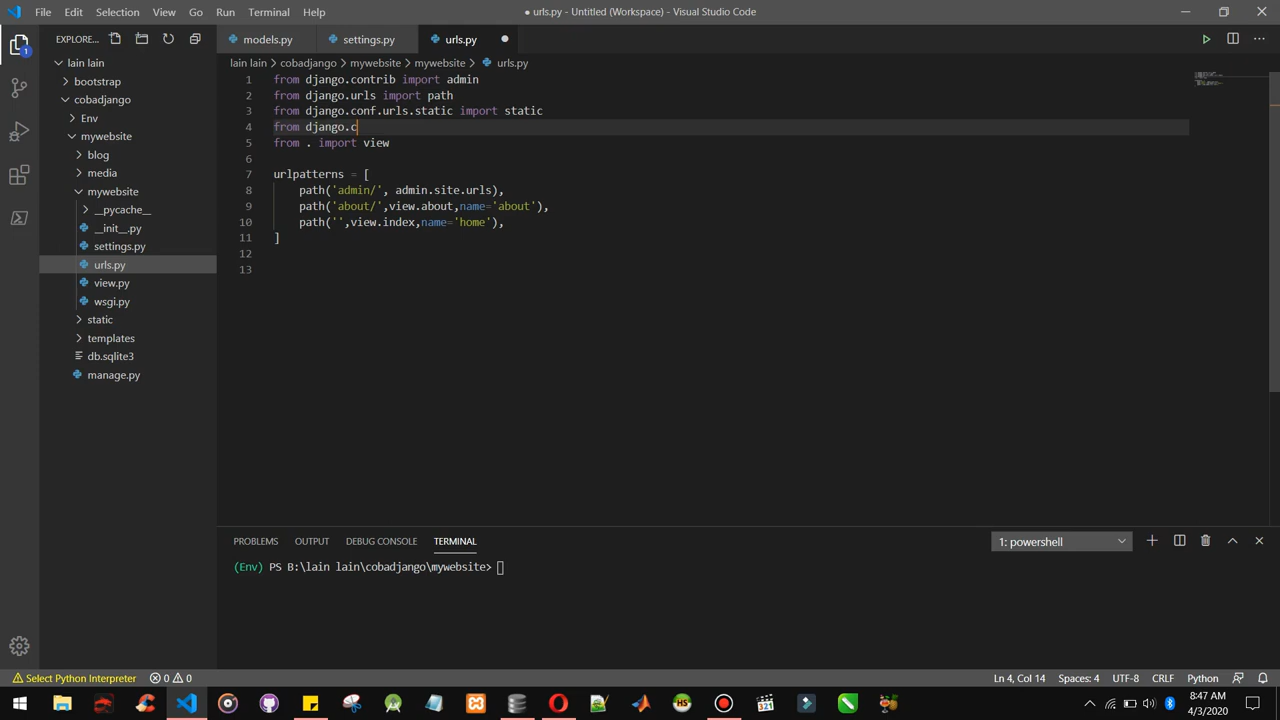 File Edit Selection View Go Run Terminal Help
● urls.py - Untitled (Workspace) - Visual Studio Code
EXPLORE...
models.py
settings.py
urls.py
lain lain > cobadjango > mywebsite > mywebsite > urls.py
1
lain lain
bootstrap
cobadjango
Env
mywebsite
blog
media
mywebsite
__pycache__
__init__.py
settings.py
urls.py
view.py
wsgi.py
static
templates
db.sqlite3
manage.py
1 from django.contrib import admin
2 from django.urls import path
3 from django.conf.urls.static import static
4 from django.c
5 from . import view
6
7 urlpatterns = [
8 path('admin/', admin.site.urls),
9 path('about/',view.about,name='about'),
10 path('',view.index,name='home'),
11 ]
12
13
PROBLEMS OUTPUT DEBUG CONSOLE TERMINAL
1: powershell
(Env) PS B:\lain lain\cobadjango\mywebsite>
Select Python Interpreter 0 0
Ln 4, Col 14 Spaces: 4 UTF-8 CRLF Python
HS
321
8:47 AM
4/3/2020